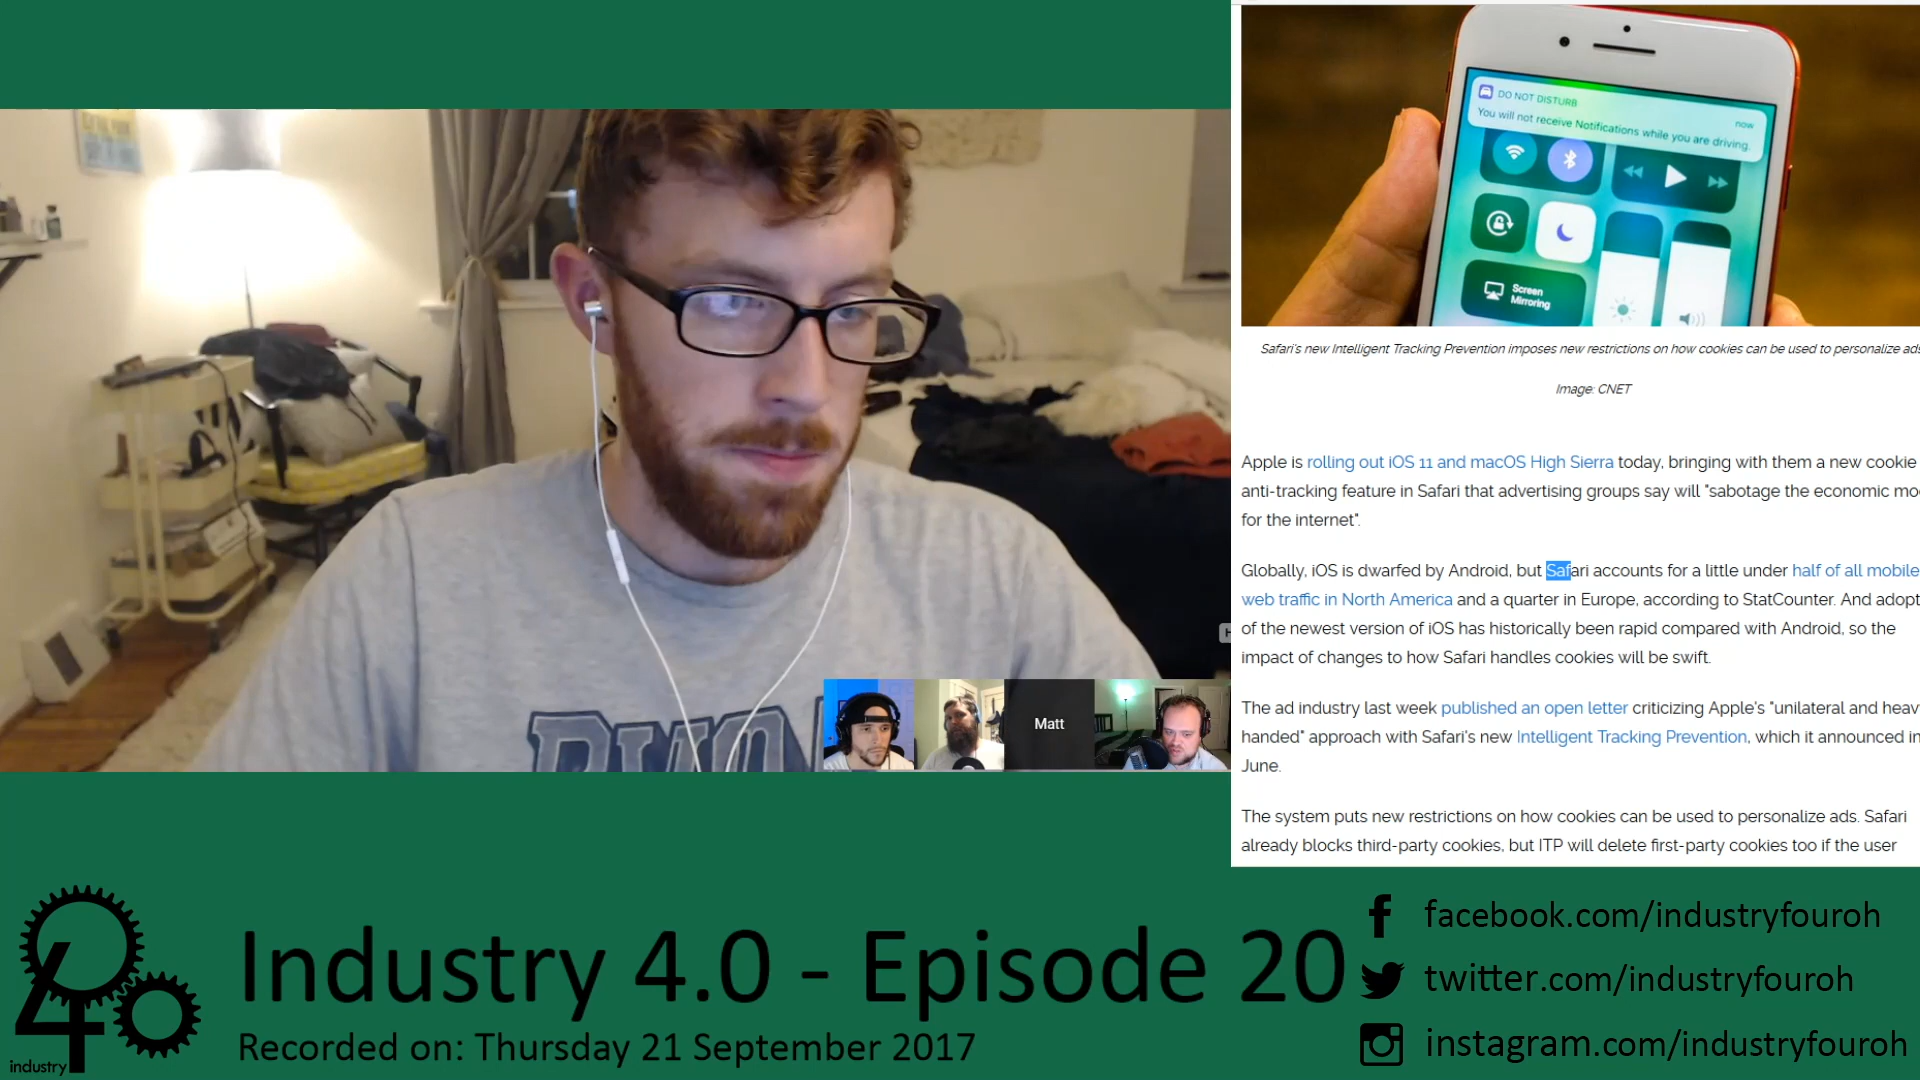 DO NOT DISTURB
now
You will not receive Notifications while you are driving.
Screen
Mirroring
Safari's new Intelligent Tracking Prevention imposes new restrictions on how cookies can be used to personalize ads
Image: CNET
Apple is rolling out iOS 11 and macOS High Sierra today, bringing with them a new cookie
anti-tracking feature in Safari that advertising groups say will "sabotage the economic mo
for the internet".
Globally, iOS is dwarfed by Android, but Safari accounts for a little under half of all mobile
web traffic in North America and a quarter in Europe, according to StatCounter. And adopt
of the newest version of iOS has historically been rapid compared with Android, so the
impact of changes to how Safari handles cookies will be swift.
The ad industry last week published an open letter criticizing Apple's "unilateral and heav
handed" approach with Safari's new Intelligent Tracking Prevention, which it announced in
June.
The system puts new restrictions on how cookies can be used to personalize ads. Safari
already blocks third-party cookies, but ITP will delete first-party cookies too if the user
Matt
40
industry
Industry 4.0 - Episode 20
Recorded on: Thursday 21 September 2017
facebook.com/industryfouroh
twitter.com/industryfouroh
instagram.com/industryfouroh